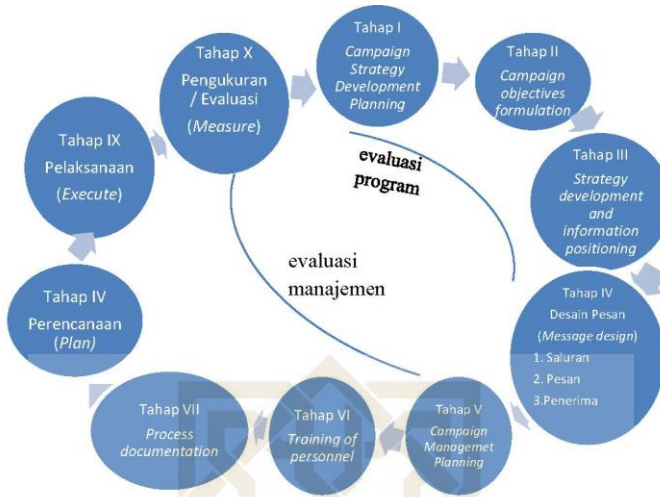 Tahap I
Campaign
Strategy
Development
Planning
Tahap II
Campaign
objectives
formulation
Tahap III
Strategy
development
and
information
positioning
Tahap IV
Desain Pesan
(Message design)
1. Saluran
2. Pesan
3.Penerima
Tahap V
Campaign
Managemet
Planning
Tahap VI
Training of
personnel
Tahap VII
Process
documentation
Tahap IV
Perencanaan
(Plan)
Tahap IX
Pelaksanaan
(Execute)
Tahap X
Pengukuran
/ Evaluasi
(Measure)
evaluasi
program
evaluasi
manajemen